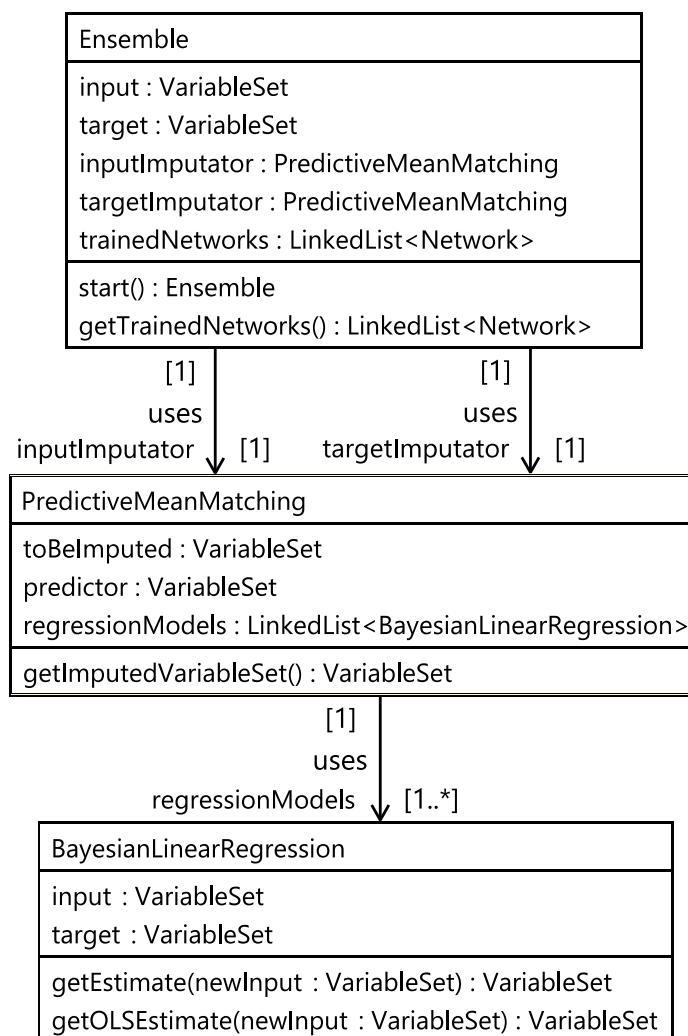 Ensemble
input : VariableSet
target : VariableSet
inputImputator : PredictiveMeanMatching
targetImputator : PredictiveMeanMatching
trainedNetworks : LinkedList<Network>
start() : Ensemble
getTrainedNetworks() : LinkedList<Network>
[1] [1]
uses uses
inputImputator [1] targetImputator [1]
PredictiveMeanMatching
toBeImputed : VariableSet
predictor : VariableSet
regressionModels : LinkedList<BayesianLinearRegression>
getImputedVariableSet() : VariableSet
[1]
uses
regressionModels [1..*]
BayesianLinearRegression
input : VariableSet
target : VariableSet
getEstimate(newInput : VariableSet) : VariableSet
getOLSEstimate(newInput : VariableSet) : VariableSet